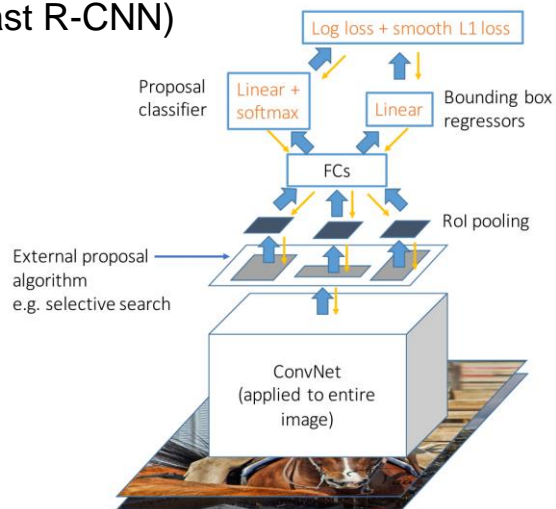 ast R-CNN)
Log loss + smooth L1 loss
Proposal
classifier
Linear +
softmax
Linear
Bounding box
regressors
FCs
RoI pooling
External proposal
algorithm
e.g. selective search
ConvNet
(applied to entire
image)